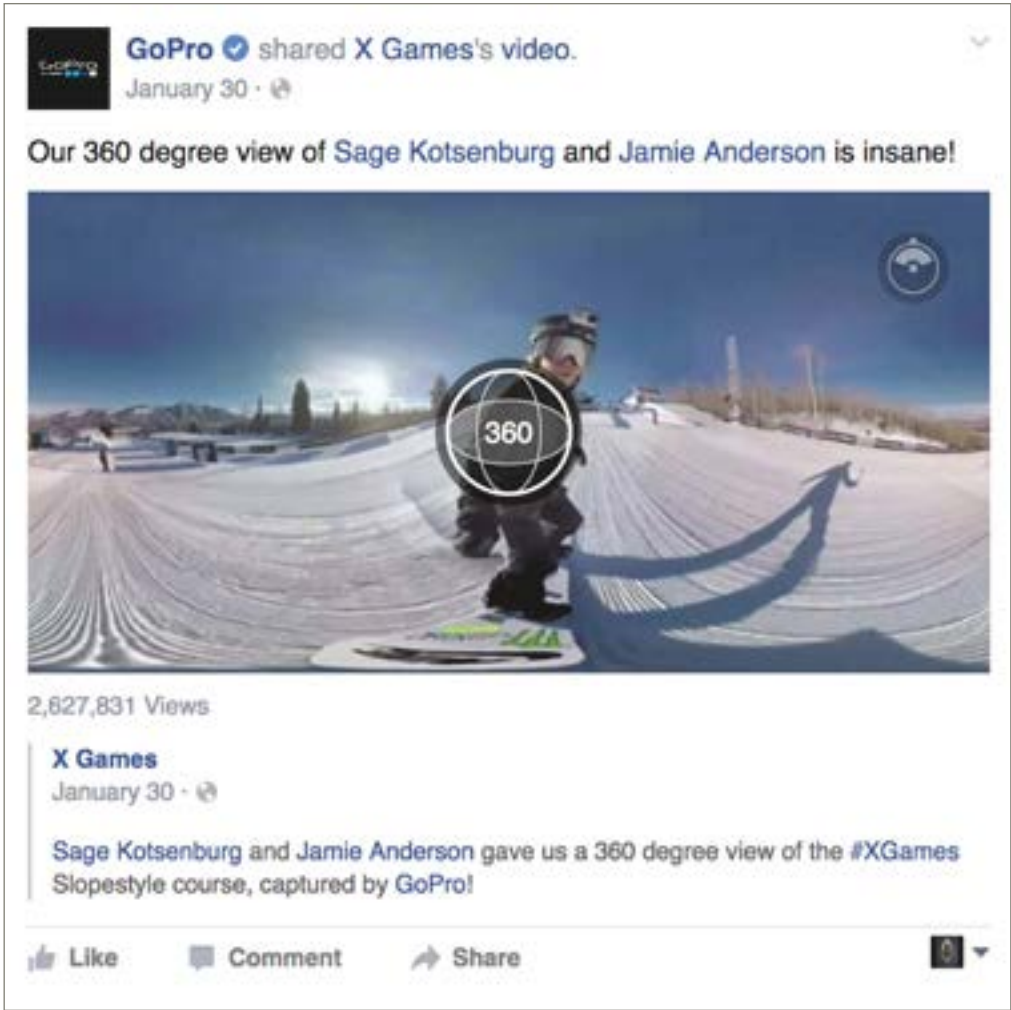 GoPro
GoPro shared X Games's video.
January 30 ·
Our 360 degree view of Sage Kotsenburg and Jamie Anderson is insane!
360
2,627,831 Views
X Games
January 30 ·
Sage Kotsenburg and Jamie Anderson gave us a 360 degree view of the #XGames
Slopestyle course, captured by GoPro!
Like Comment Share